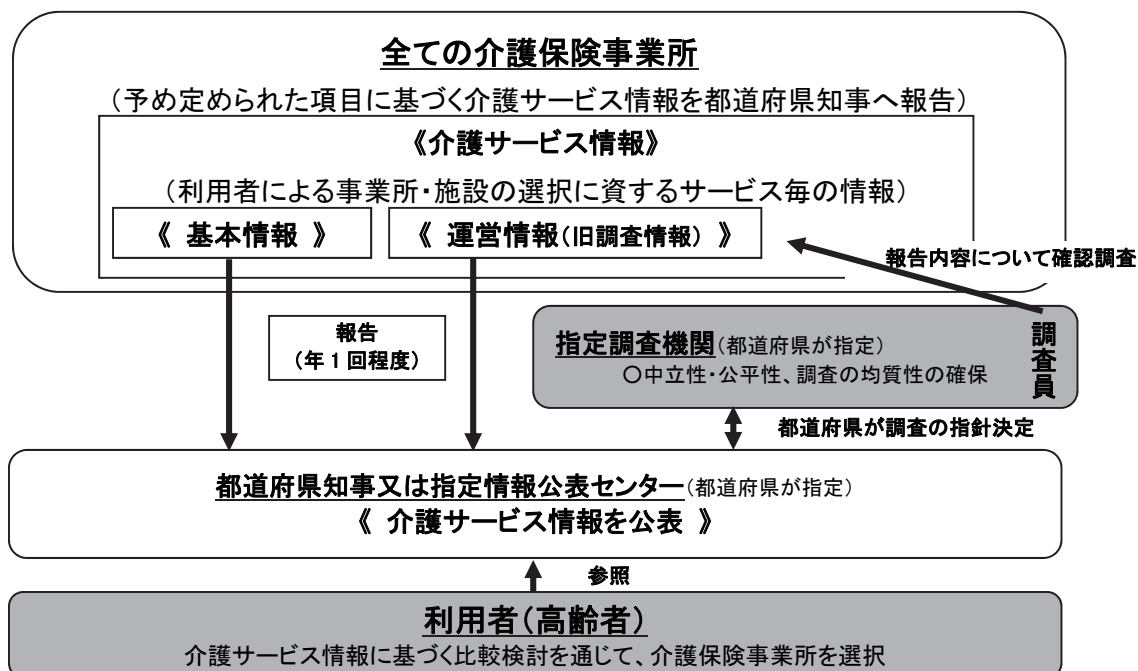 全ての介護保険事業所
（予め定められた項目に基づく介護サービス情報を都道府県知事へ報告）
《介護サービス情報》
（利用者による事業所・施設の選択に資するサービス毎の情報）
《 基本情報 》
《 運営情報（旧調査情報） 》
報告内容について確認調査
報告
（年１回程度）
指定調査機関（都道府県が指定）
○中立性・公平性、調査の均質性の確保
調査員
都道府県が調査の指針決定
都道府県知事又は指定情報公表センター（都道府県が指定）
《 介護サービス情報を公表 》
参照
利用者（高齢者）
介護サービス情報に基づく比較検討を通じて、介護保険事業所を選択